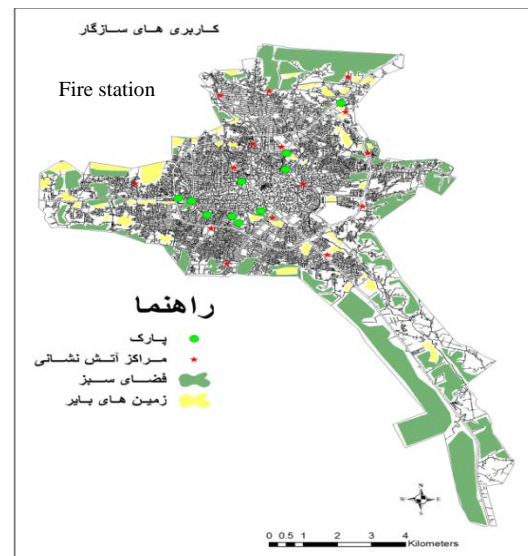 کاربری های سازگار
Fire station
راهنما
پارک
مراکز آتش نشانی
فضای سبز
زمین های بایر
N
W E
S
0 0.5 1 2 3 4
Kilometers